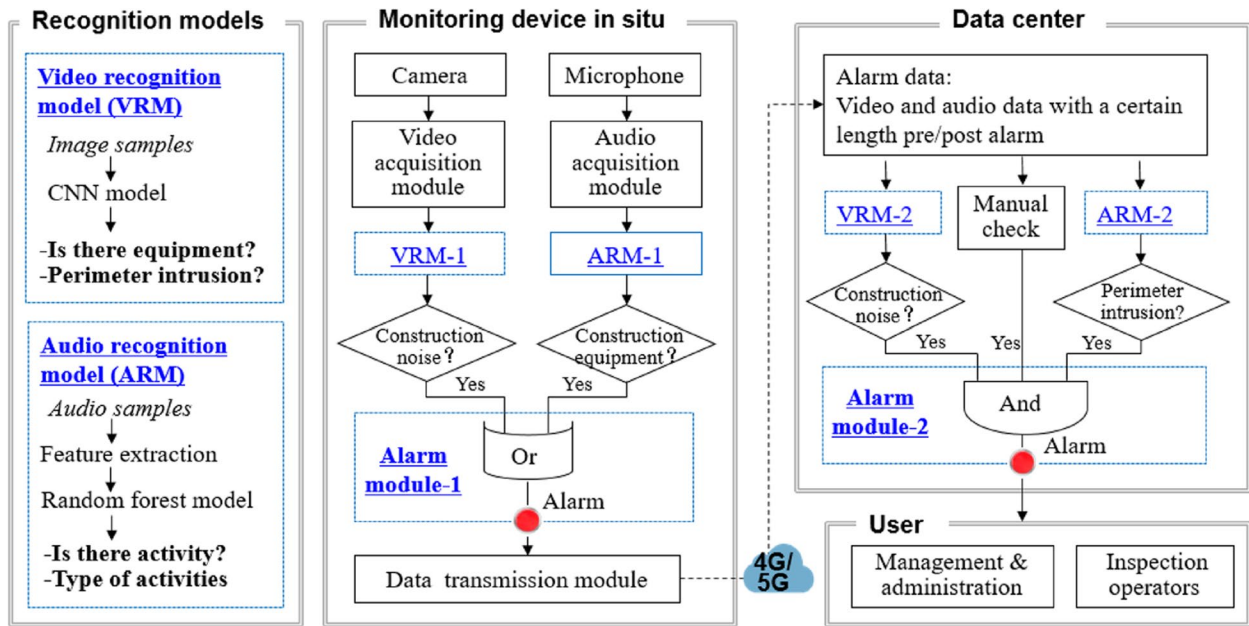 Recognition models
Video recognition
model (VRM)
Image samples
CNN model
-Is there equipment?
-Perimeter intrusion?
Audio recognition
model (ARM)
Audio samples
Feature extraction
Random forest model
-Is there activity?
-Type of activities
Monitoring device in situ
Camera
Microphone
Video
acquisition
module
Audio
acquisition
module
VRM-1
ARM-1
Construction
noise?
Construction
equipment?
Yes
Yes
Alarm
module-1
Or
Alarm
Data transmission module
4G/
5G
Data center
Alarm data:
Video and audio data with a certain
length pre/post alarm
VRM-2
Manual
check
ARM-2
Construction
noise?
Perimeter
intrusion?
Yes
Yes
Yes
Alarm
module-2
And
Alarm
User
Management &
administration
Inspection
operators